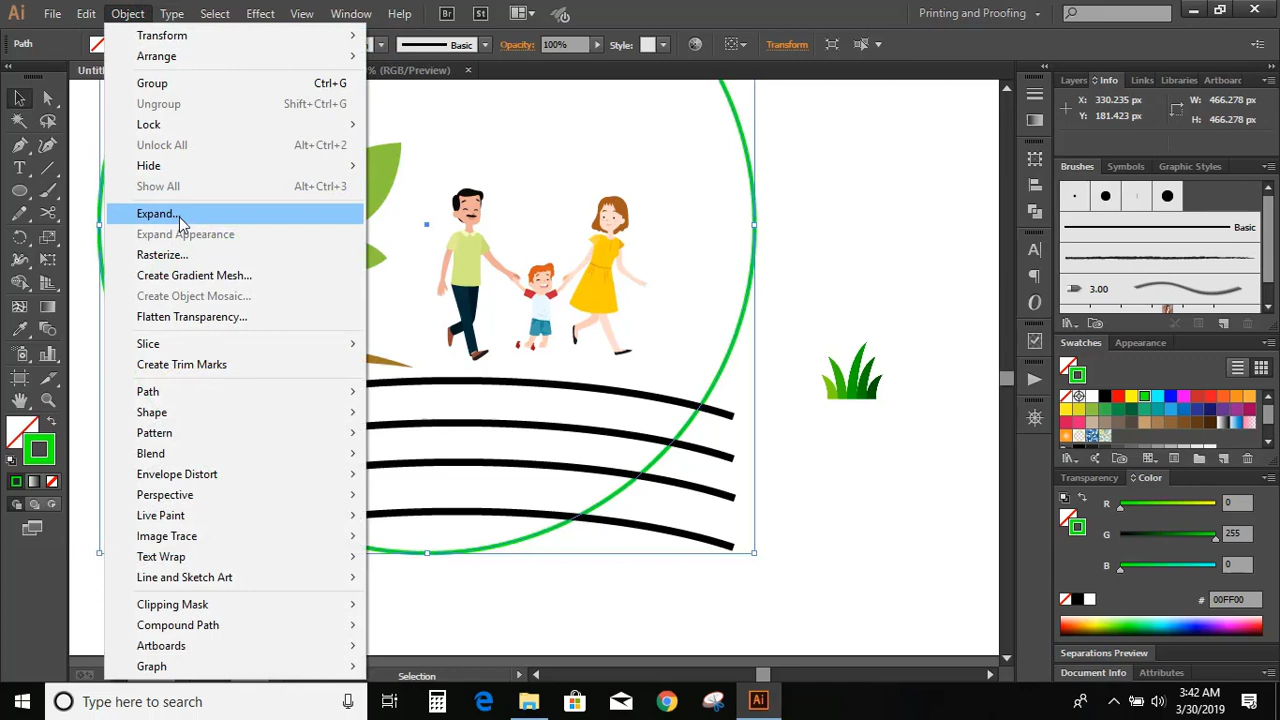 Ai File Edit Object Type Select Effect View Window Help Br St Printing and Proofing
Path Basic Opacity: 100% Style: Transform
Untit % (RGB/Preview) ×
Transform
Arrange
Group Ctrl+G
Ungroup Shift+Ctrl+G
Lock
Unlock All Alt+Ctrl+2
Hide
Show All Alt+Ctrl+3
Expand...
Expand Appearance
Rasterize...
Create Gradient Mesh...
Create Object Mosaic...
Flatten Transparency...
Slice
Create Trim Marks
Path
Shape
Pattern
Blend
Envelope Distort
Perspective
Live Paint
Image Trace
Text Wrap
Line and Sketch Art
Clipping Mask
Compound Path
Artboards
Graph
Layers Info Links Libraries Artboar
X: 330.235 px W: 466.278 px
Y: 181.423 px H: 466.278 px
Brushes Symbols Graphic Styles
Basic
3.00
Swatches Appearance
Transparency Color
R 0
G 255
B 0
# 00FF00
Separations Preview
Document Info Attributes
Selection
Type here to search
Ai
3:42 AM
3/30/2019